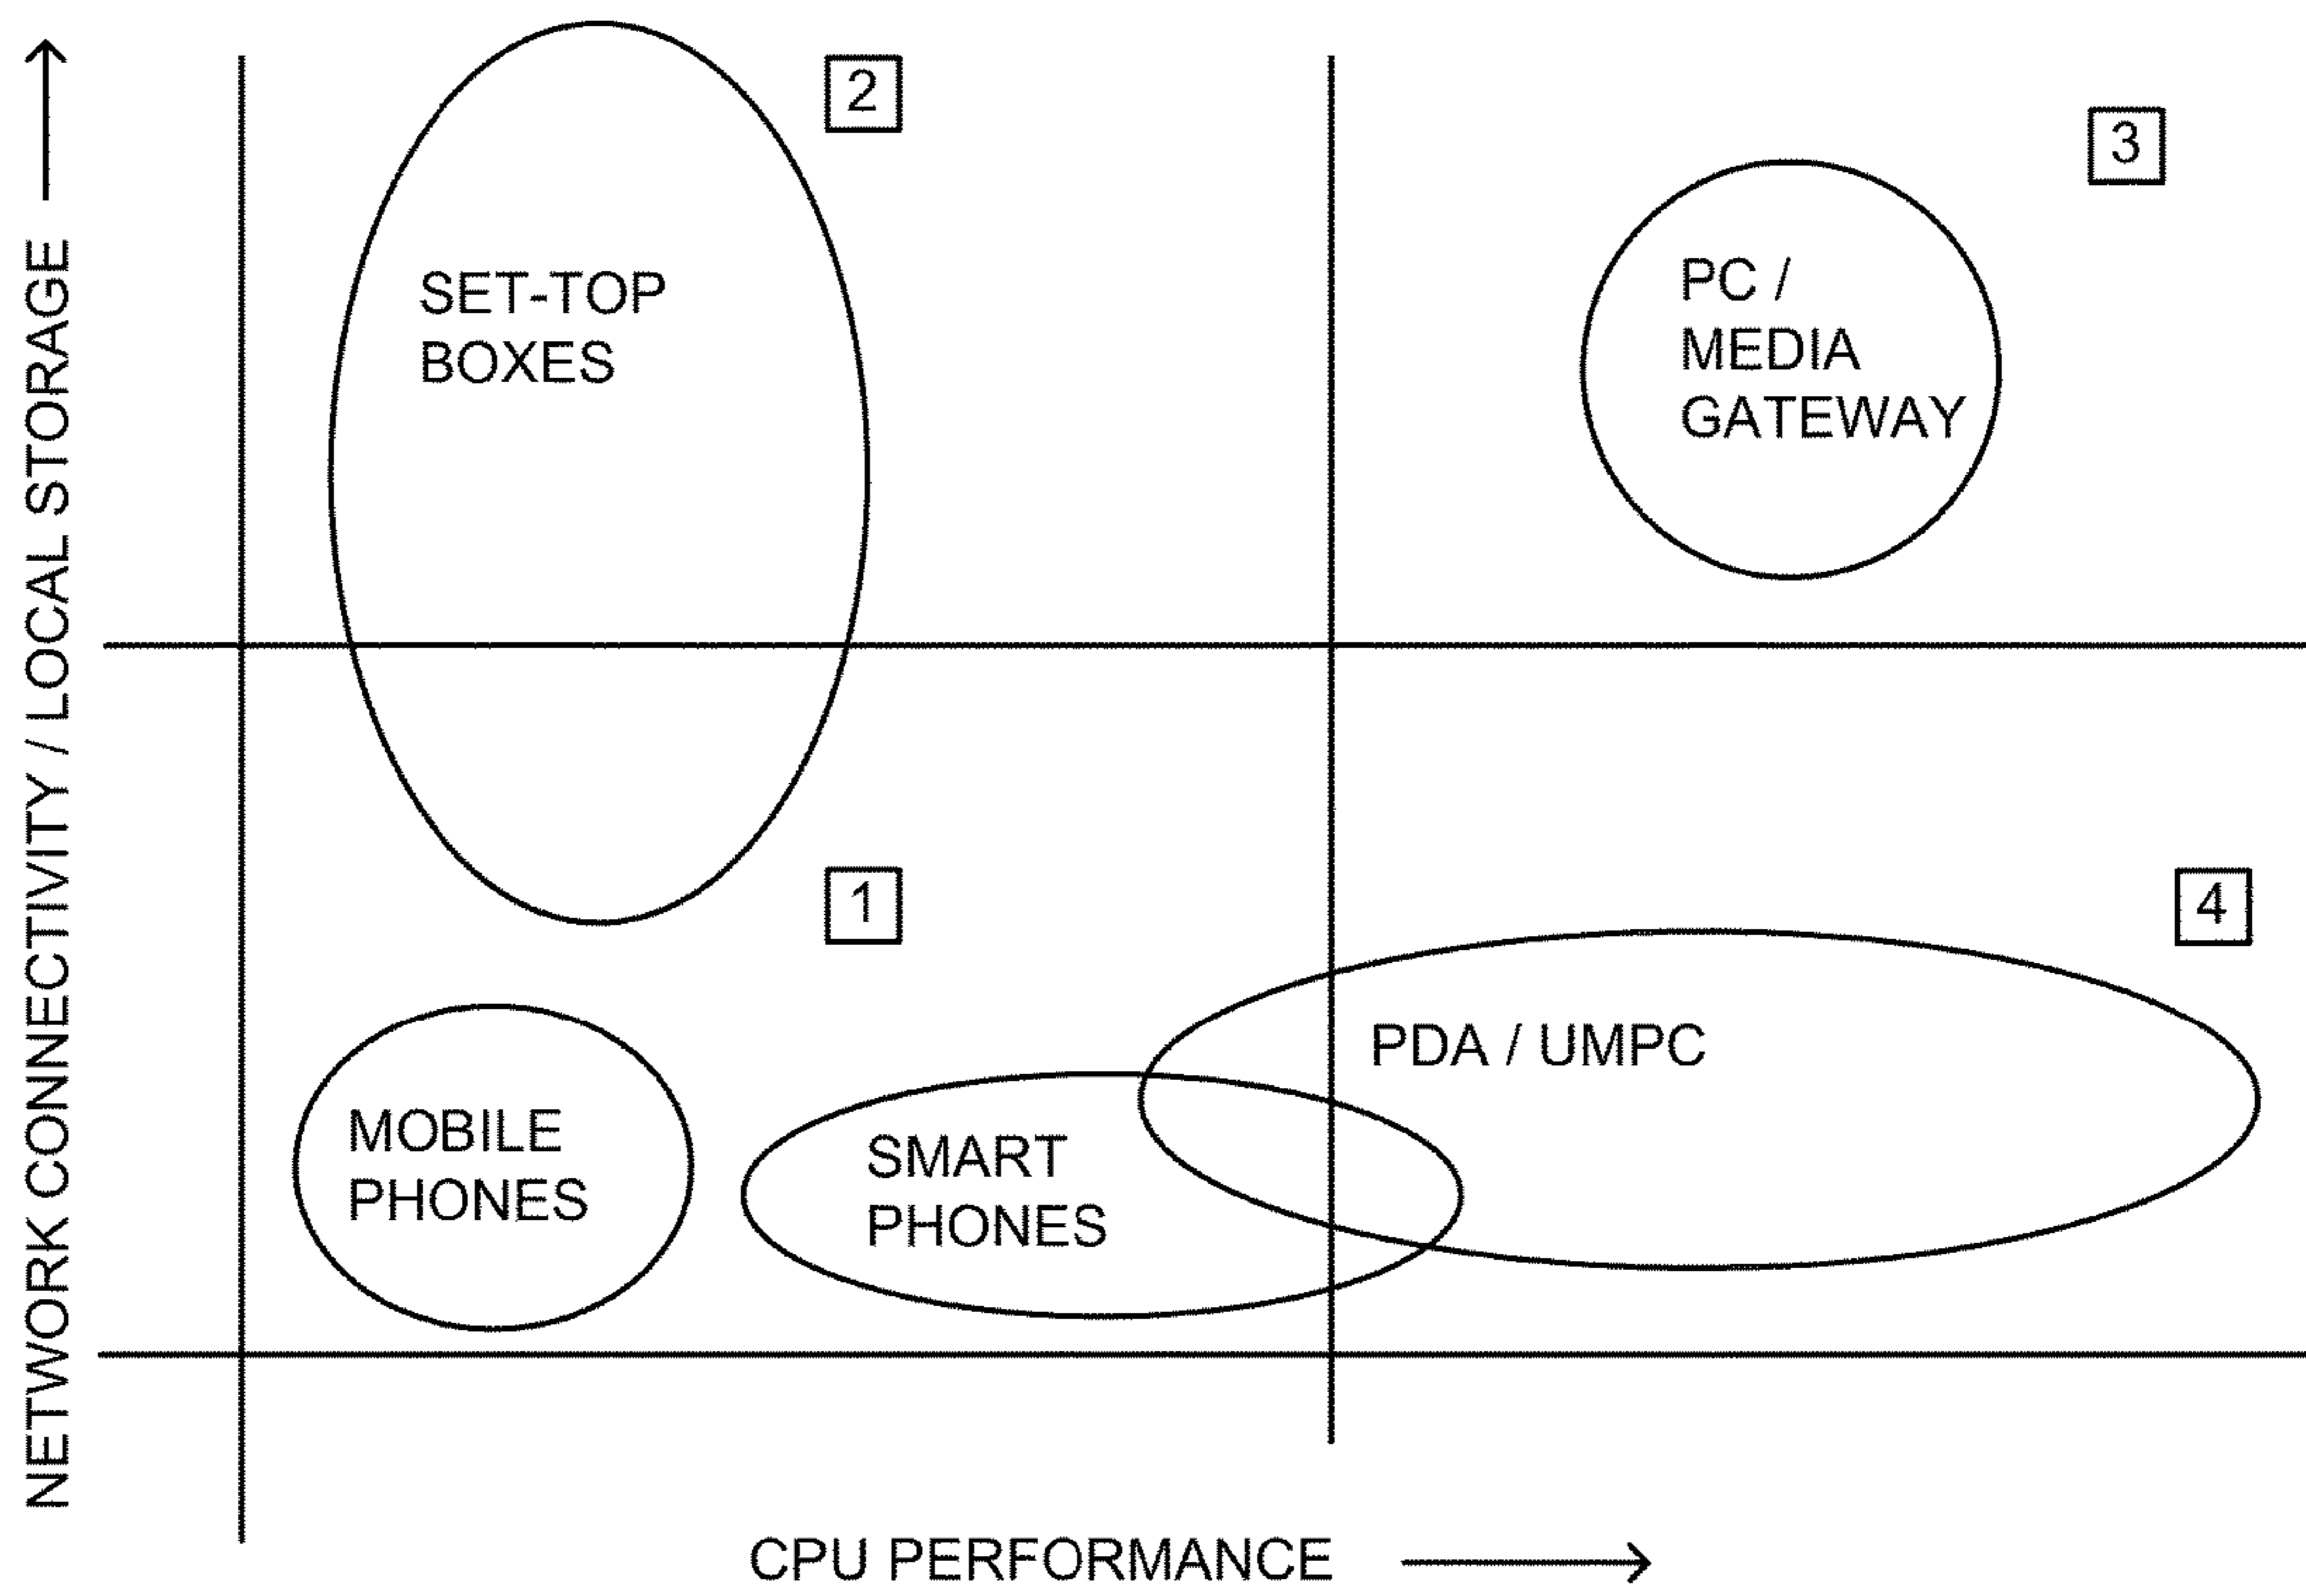 NETWORK CONNECTIVITY / LOCAL STORAGE
2
3
SET-TOP
BOXES
PC /
MEDIA
GATEWAY
1
4
MOBILE
PHONES
SMART
PHONES
PDA / UMPC
CPU PERFORMANCE